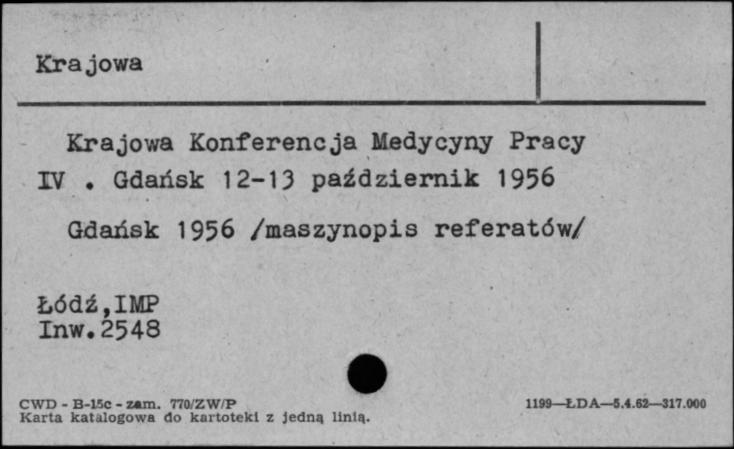 Krajowa
Krajowa Konferencja Medycyny Pracy
IV . Gdańsk 12-13 październik 1956
Gdańsk 1956 /maszynopis referatów/
Łódź,IMP
Inw.2548
CWD - B-15c - zam. 770/ZW/P
1199—ŁDA—5.4.62—317.000
Karta katalogowa do kartoteki z jedną linią.